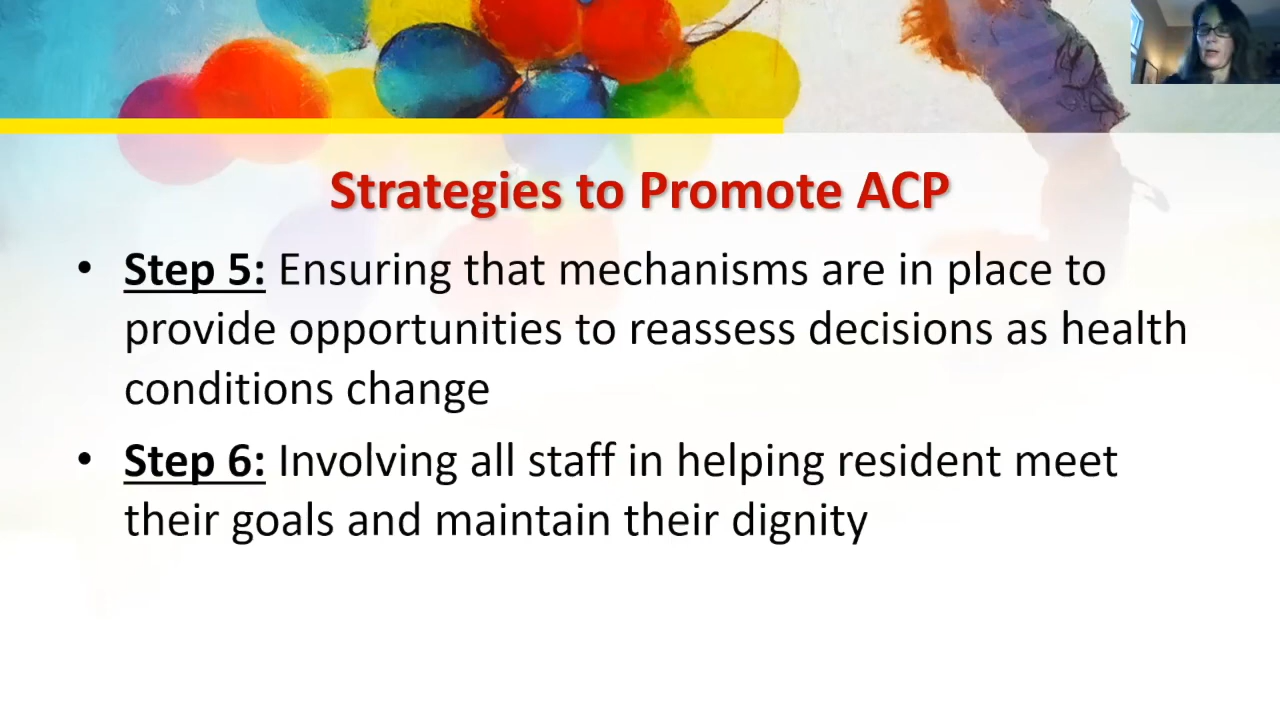 Strategies to Promote ACP
• Step 5: Ensuring that mechanisms are in place to
provide opportunities to reassess decisions as health
conditions change
• Step 6: Involving all staff in helping resident meet
their goals and maintain their dignity